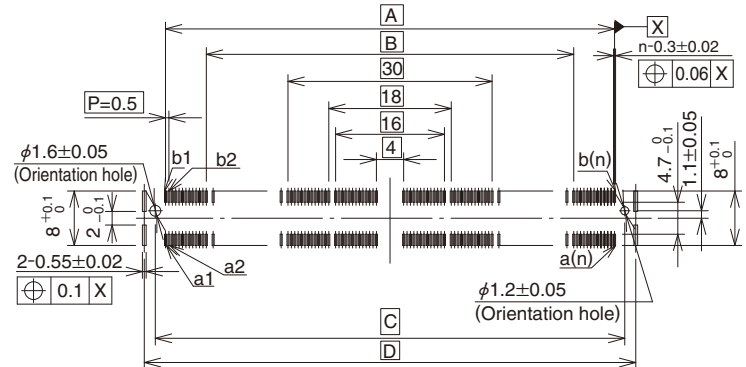 A
X
B
n-0.3±0.02
30
0.06 X
P=0.5
18
16
φ1.6±0.05
(Orientation hole)
b1
b2
4
b(n)
4.7 0 -0.1
1.1±0.05
8 +0.1 0
8 +0.1 0
2 0 -0.1
2-0.55±0.02
0.1 X
a1
a2
a(n)
φ1.2±0.05
(Orientation hole)
C
D